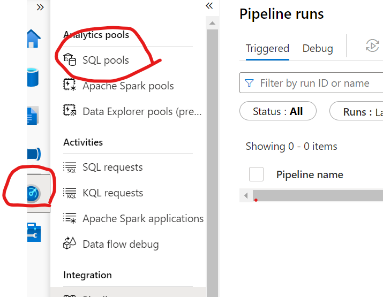 Analytics pools
SQL pools
Apache Spark pools
Data Explorer pools (pre...
Activities
SQL requests
KQL requests
Apache Spark applications
Data flow debug
Integration
Pipeline runs
Triggered Debug
Filter by run ID or name
Status : All
Runs : La
Showing 0 - 0 items
Pipeline name